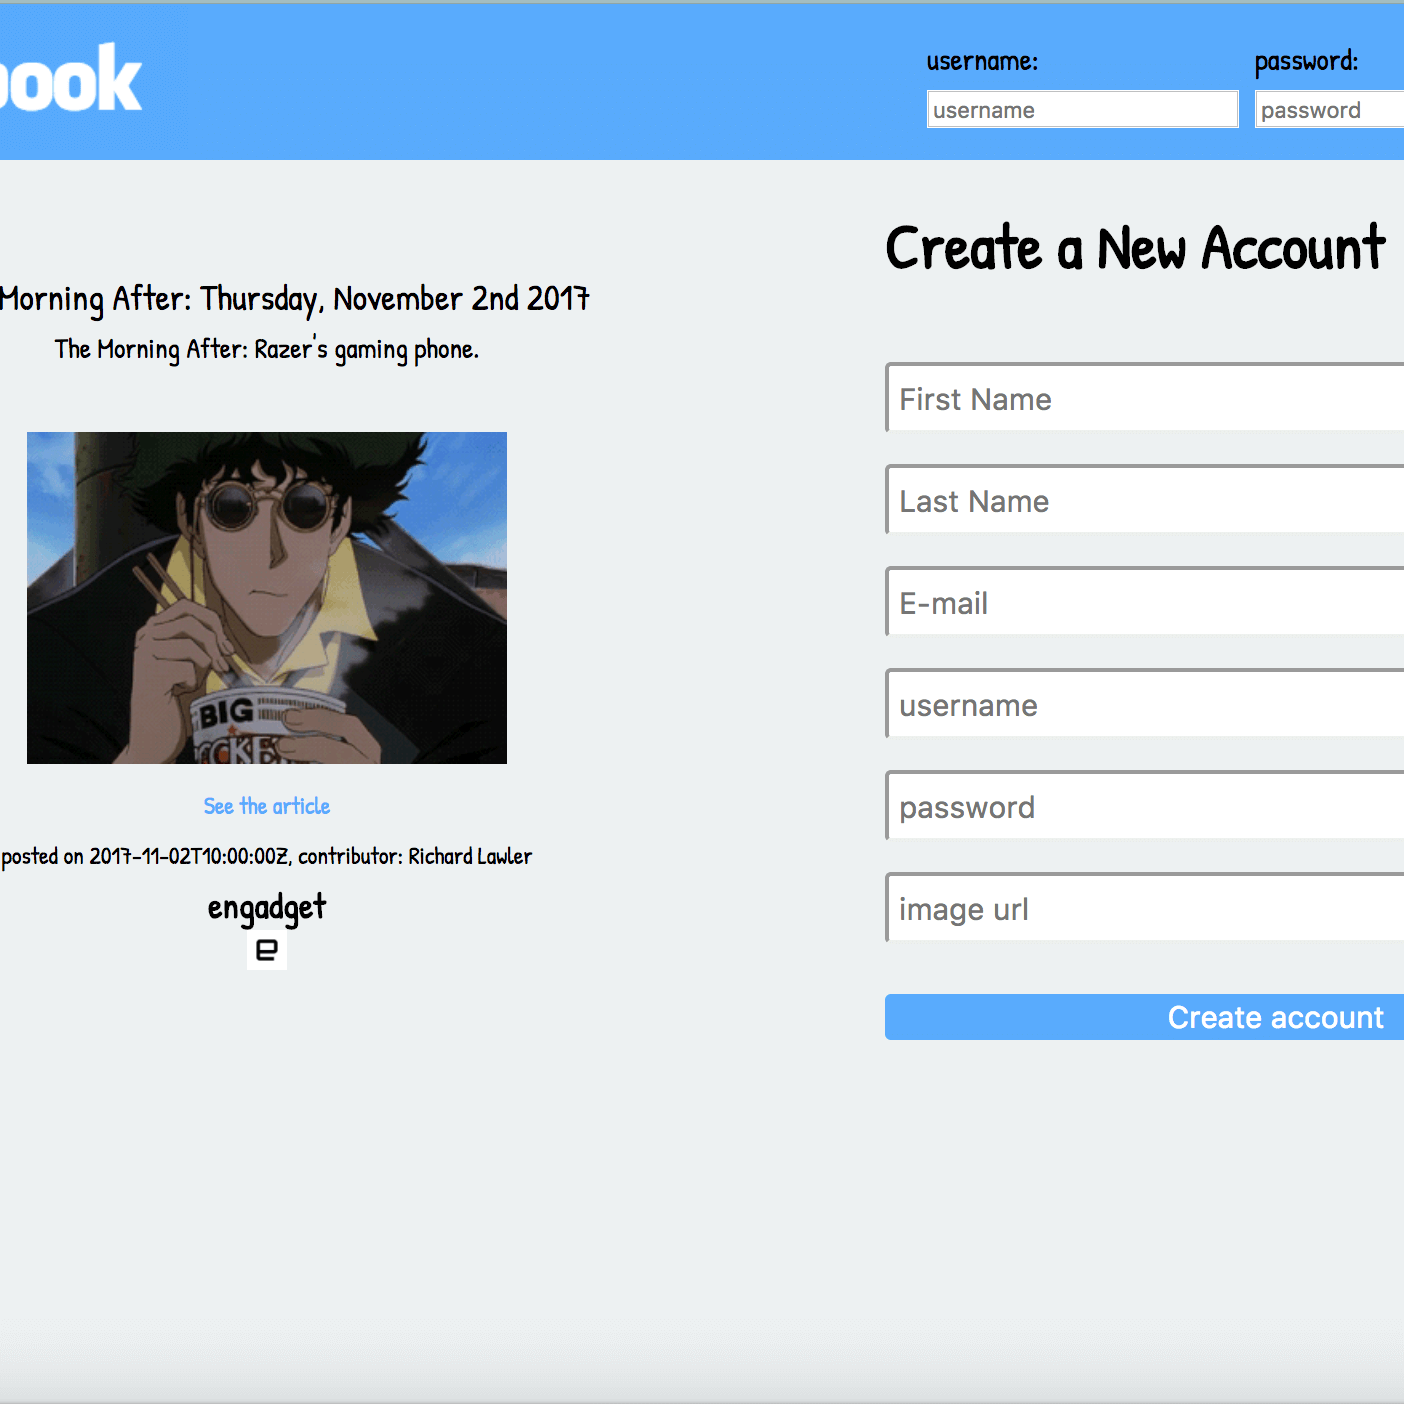 book
username: password:
username password
Create a New Account
Morning After: Thursday, November 2nd 2017
The Morning After: Razer's gaming phone.
BIG
See the article
posted on 2017-11-02T10:00:00Z, contributor: Richard Lawler
engadget
e
First Name
Last Name
E-mail
username
password
image url
Create account